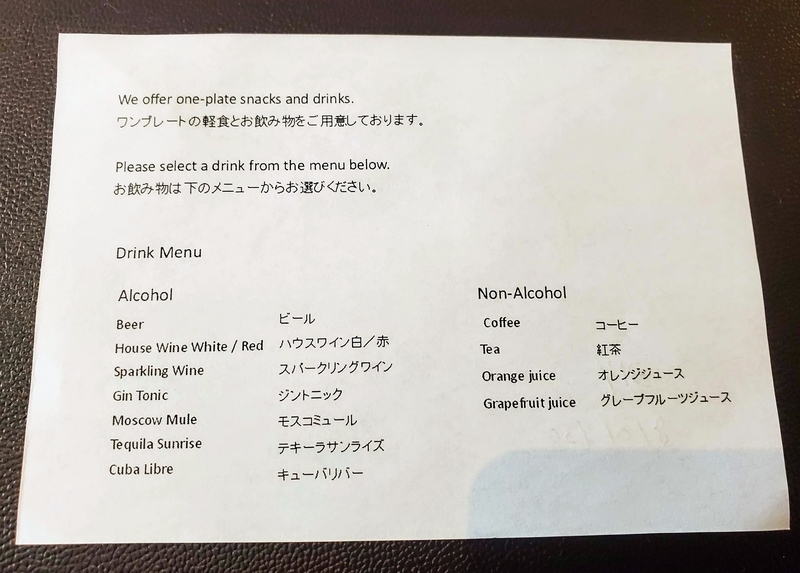 We offer one-plate snacks and drinks.
ワンプレートの軽食とお飲み物をご用意しております。
Please select a drink from the menu below.
お飲み物は下のメニューからお選びください。
Drink Menu
Alcohol
Beer ビール
House Wine White / Red ハウスワイン白／赤
Sparkling Wine スパークリングワイン
Gin Tonic ジントニック
Moscow Mule モスコミュール
Tequila Sunrise テキーラサンライズ
Cuba Libre キューバリバー
Non-Alcohol
Coffee コーヒー
Tea 紅茶
Orange juice オレンジジュース
Grapefruit juice グレープフルーツジュース